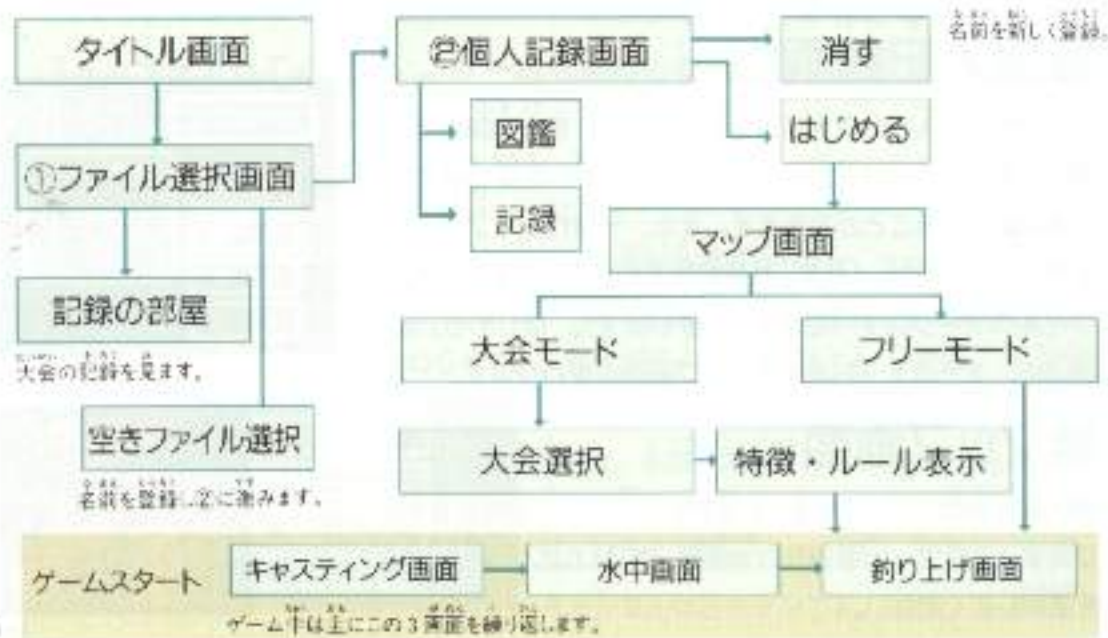 タイトル画面
①ファイル選択画面
記録の部屋
大会の記録を見ます。
空きファイル選択
名前を登録し②に進みます。
②個人記録画面
図鑑
記録
消す
名前を新しく登録。
はじめる
マップ画面
大会モード
フリーモード
大会選択
特徴・ルール表示
ゲームスタート
キャスティング画面
水中画面
釣り上げ画面
ゲーム中は主にこの3画面を繰り返します。